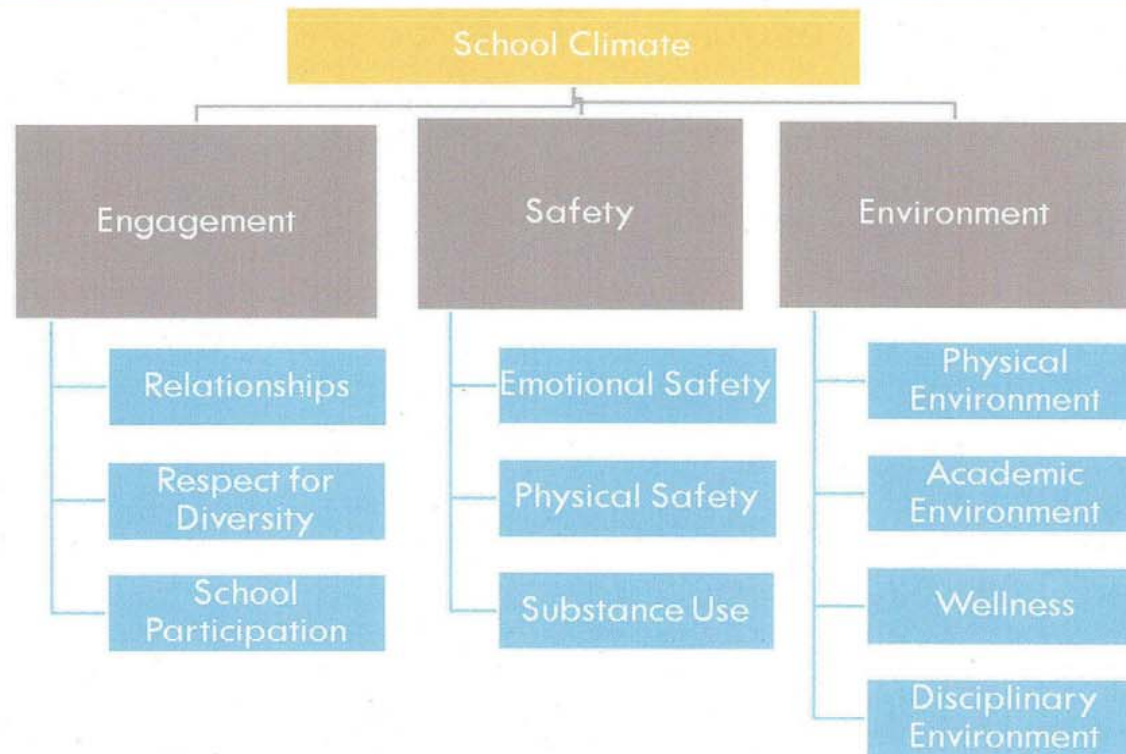 School Climate
Engagement
Safety
Environment
Relationships
Respect for
Diversity
School
Participation
Emotional Safety
Physical Safety
Substance Use
Physical
Environment
Academic
Environment
Wellness
Disciplinary
Environment